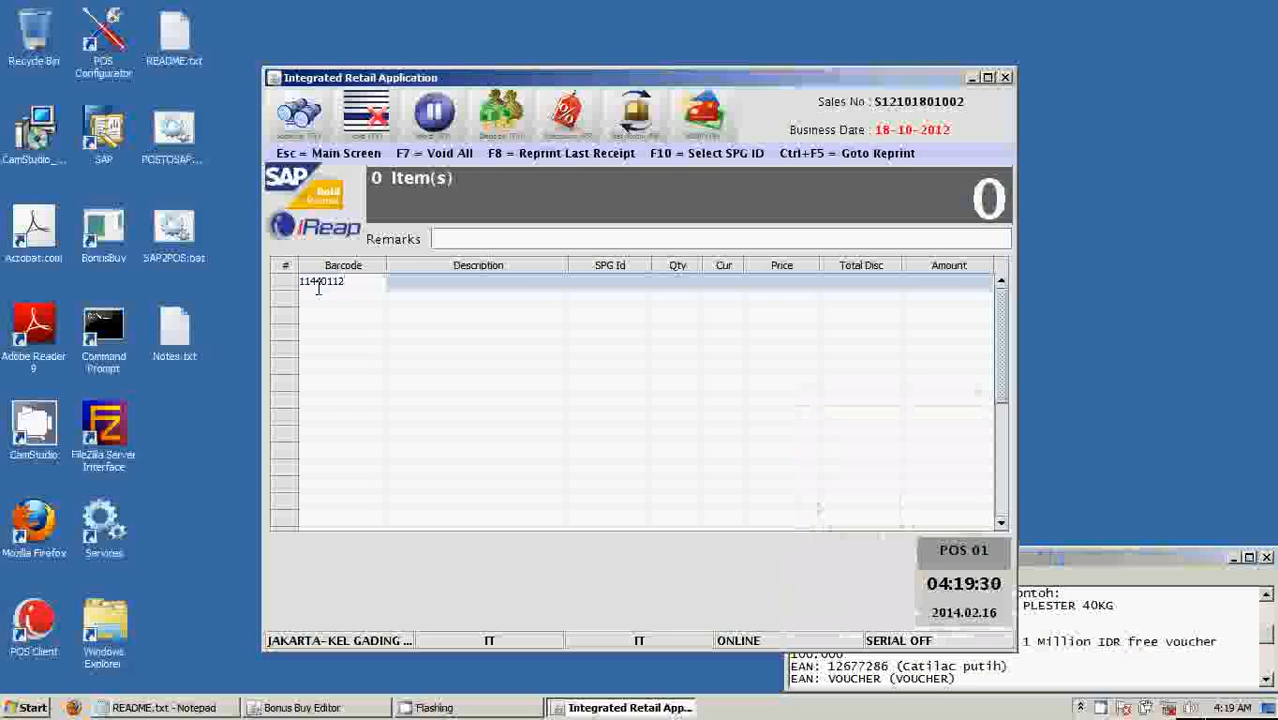 Recycle Bin
POS Configurator
README.txt
CamStudio_...
SAP
POSTOSAP...
Acrobat.com
BonusBuy
SAP2POS.bat
Adobe Reader 9
Command Prompt
Notes.txt
CamStudio
FileZilla Server Interface
Mozilla Firefox
Services
POS Client
Windows Explorer
Integrated Retail Application
Sales No : S12101801002
Business Date : 18-10-2012
Esc = Main Screen F7 = Void All F8 = Reprint Last Receipt F10 = Select SPG ID Ctrl+F5 = Goto Reprint
SAP
Gold
Partner
iReap
0 Item(s)
0
Remarks
# Barcode Description SPG Id Qty Cur Price Total Disc Amount
11440112
POS 01
04:19:30
2014.02.16
JAKARTA- KEL GADING ... IT IT ONLINE SERIAL OFF
ontoh:
PLESTER 40KG
1 Million IDR free voucher
100.000
EAN: 12677286 (Catilac putih)
EAN: VOUCHER (VOUCHER)
Start README.txt - Notepad Bonus Buy Editor Flashing Integrated Retail App... 4:19 AM